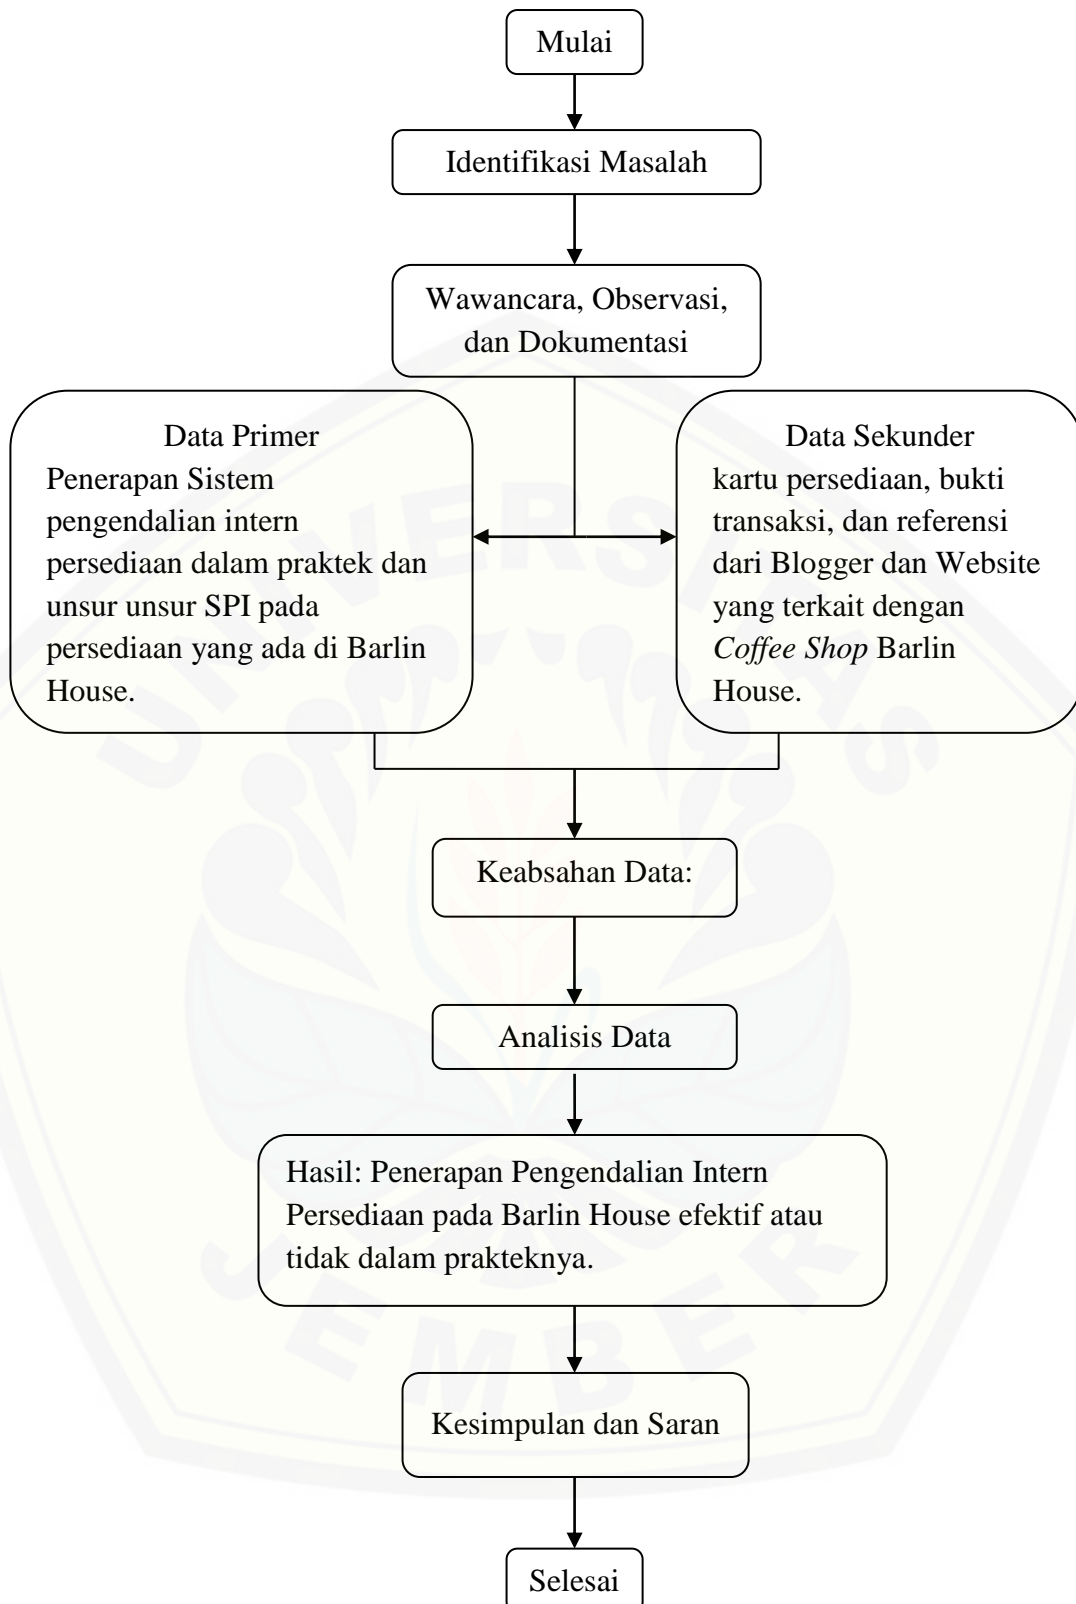 Mulai
Identifikasi Masalah
Wawancara, Observasi,
dan Dokumentasi
Data Primer
Penerapan Sistem
pengendalian intern
persediaan dalam praktek dan
unsur unsur SPI pada
persediaan yang ada di Barlin
House.
Data Sekunder
kartu persediaan, bukti
transaksi, dan referensi
dari Blogger dan Website
yang terkait dengan
Coffee Shop Barlin
House.
Keabsahan Data:
Analisis Data
Hasil: Penerapan Pengendalian Intern
Persediaan pada Barlin House efektif atau
tidak dalam prakteknya.
Kesimpulan dan Saran
Selesai
UNIVERSITAS
JEMBER